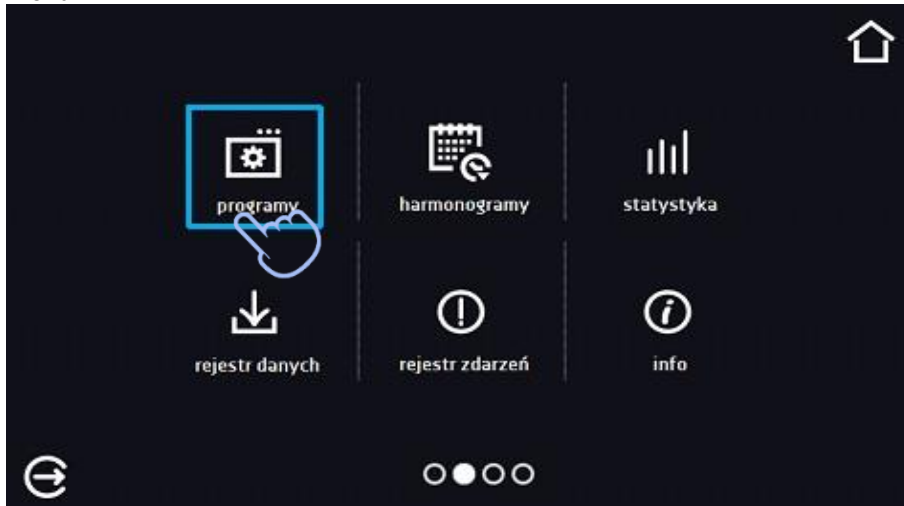 programy
harmonogramy
statystyka
rejestr danych
rejestr zdarzeń
info